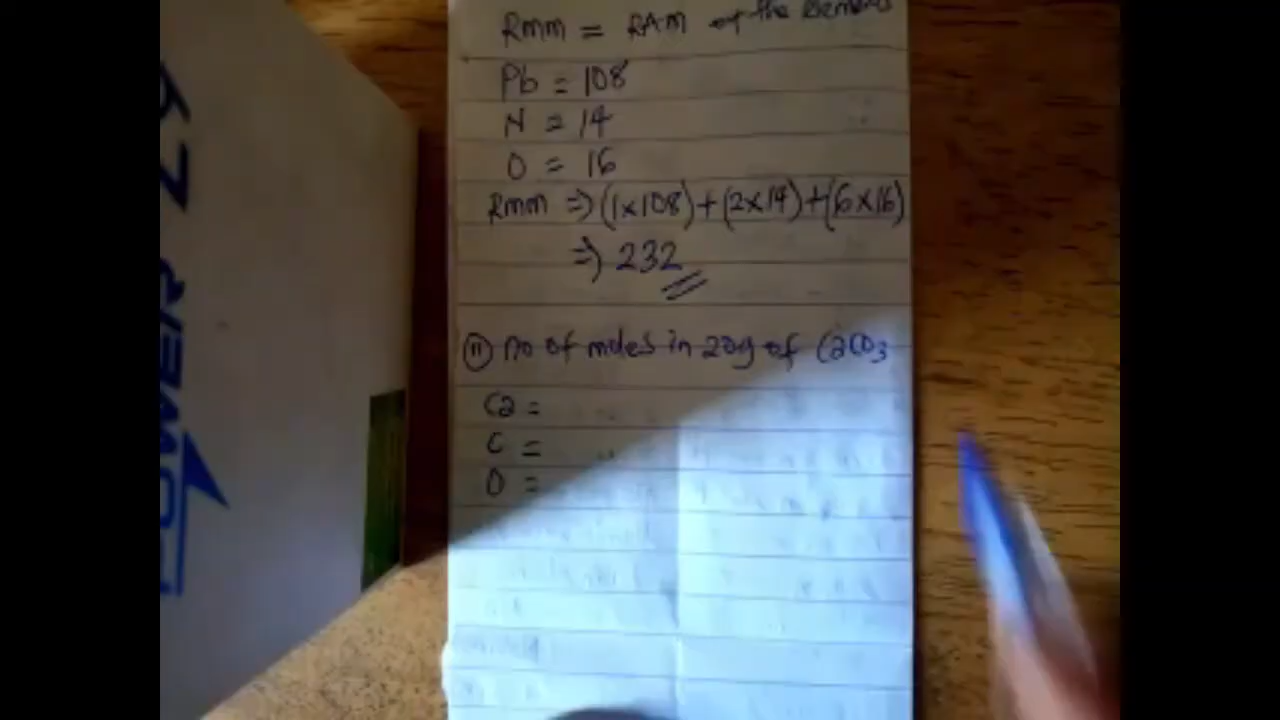 RMM = RAM of the Elements
Pb = 108
N = 14
O = 16
RMM => (1x108)+(2x14)+(6x16)
=> 232
(ii) No of moles in 20g of CaCO3
Ca =
C =
O =
POWER